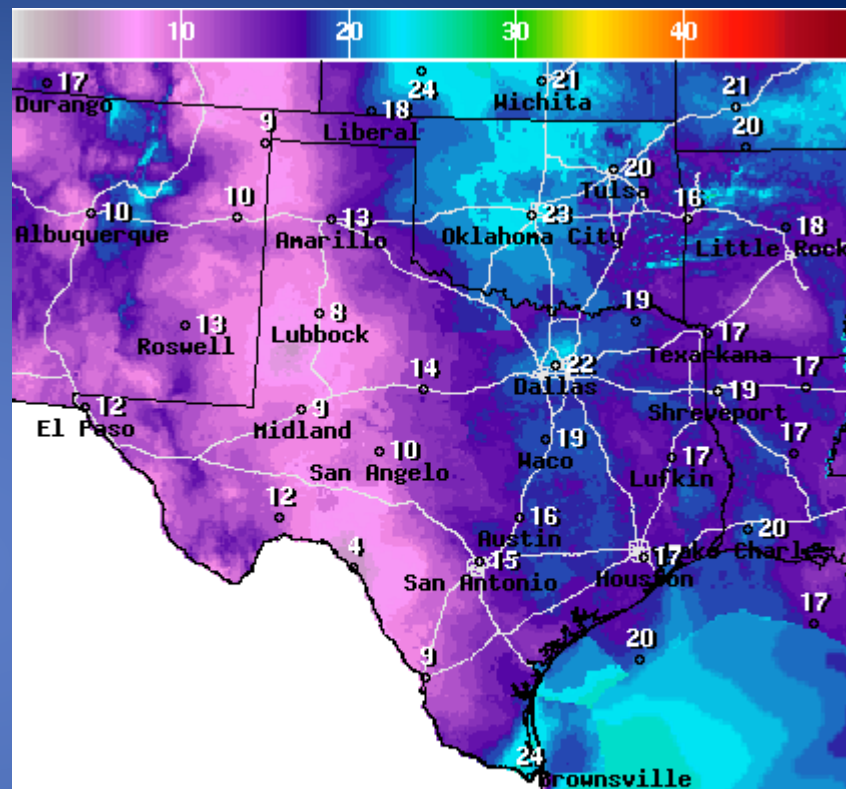 10 20 30 40
17
Durango
24
21
Wichita
21
18
Liberal
9
20
20
Tulsa
10
Albuquerque
10
13
Amarillo
23
Oklahoma City
16
18
Little Rock
13
Roswell
8
Lubbock
19
17
Texarkana
22
Dallas
14
17
19
Shreveport
12
El Paso
9
Midland
10
San Angelo
19
Waco
17
Lufkin
17
12
16
Austin
20
Lake Charle
4
15
San Antonio
17
Houston
17
20
9
24
Brownsville